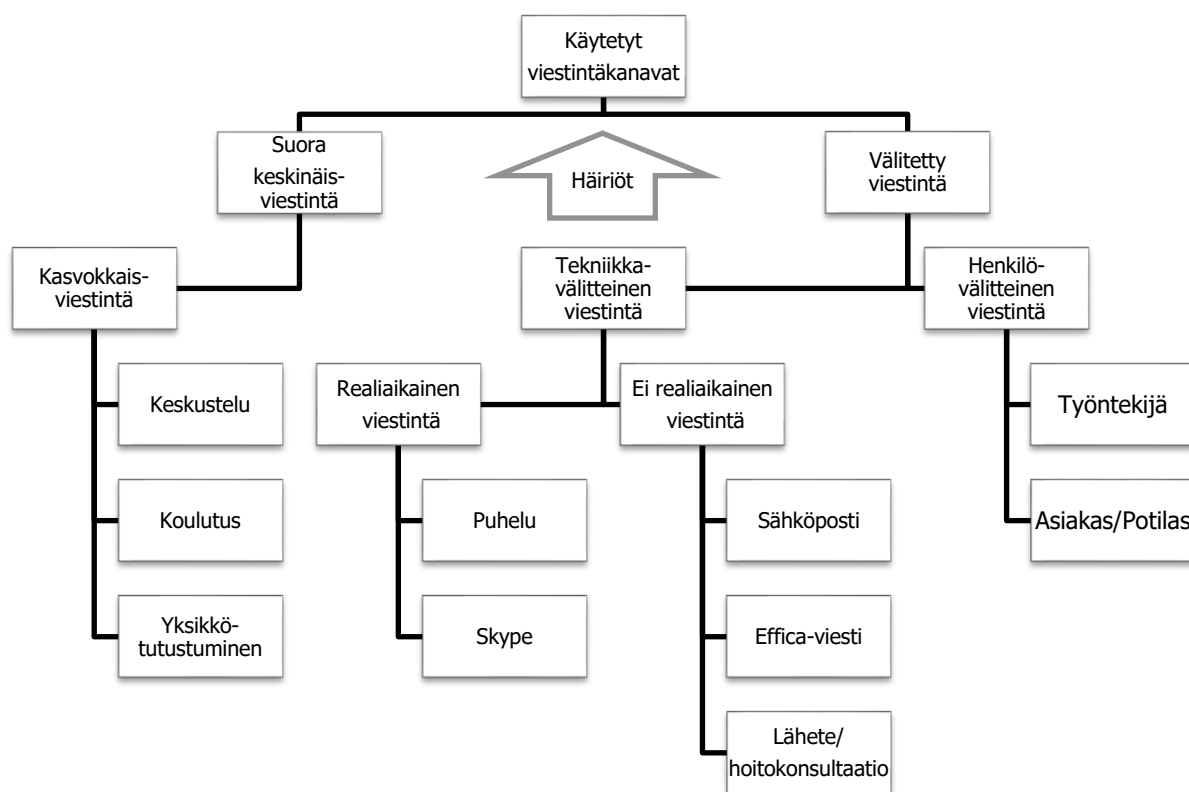 Käytetyt
viestintäkanavat
Suora
keskinäis-
viestintä
Häiriöt
Välitetty
viestintä
Kasvokkais-
viestintä
Tekniikka-
välitteinen
viestintä
Henkilö-
välitteinen
viestintä
Keskustelu
Realiaikainen
viestintä
Ei realiaikainen
viestintä
Työntekijä
Koulutus
Puhelu
Sähköposti
Asiakas/Potilas
Yksikkö-
tutustuminen
Skype
Effica-viesti
Lähete/
hoitokonsultaatio